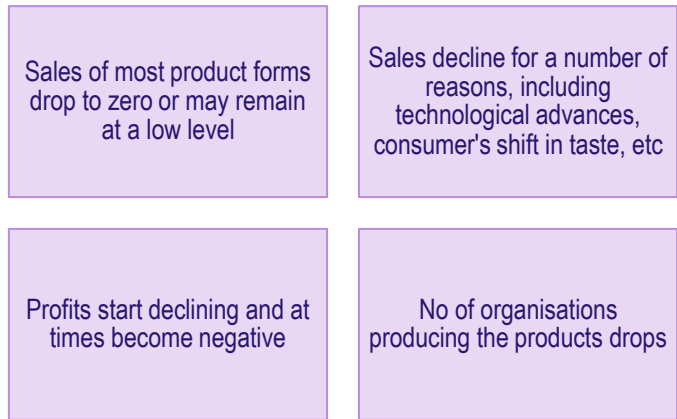 Sales of most product forms
drop to zero or may remain
at a low level
Sales decline for a number of
reasons, including
technological advances,
consumer's shift in taste, etc
Profits start declining and at
times become negative
No of organisations
producing the products drops